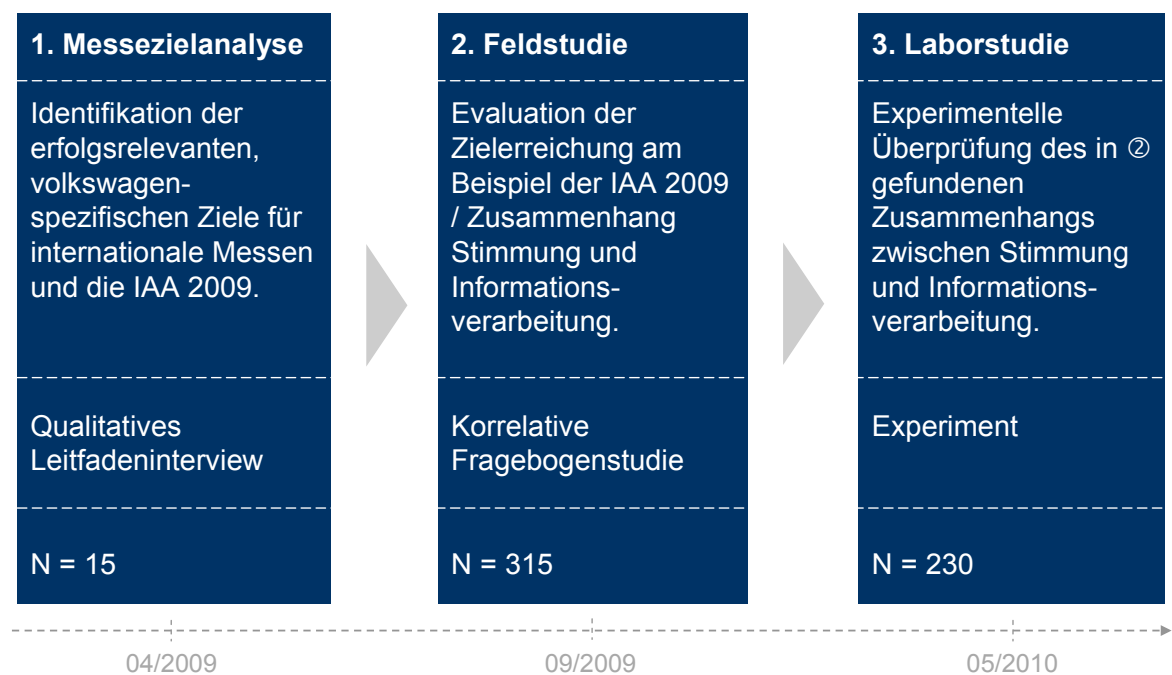 1. Messezielanalyse
Identifikation der
erfolgsrelevanten,
volkswagen-
spezifischen Ziele für
internationale Messen
und die IAA 2009.
Qualitatives
Leitfadeninterview
N = 15
2. Feldstudie
Evaluation der
Zielerreichung am
Beispiel der IAA 2009
/ Zusammenhang
Stimmung und
Informations-
verarbeitung.
Korrelative
Fragebogenstudie
N = 315
3. Laborstudie
Experimentelle
Überprüfung des in ②
gefundenen
Zusammenhangs
zwischen Stimmung
und Informations-
verarbeitung.
Experiment
N = 230
04/2009
09/2009
05/2010